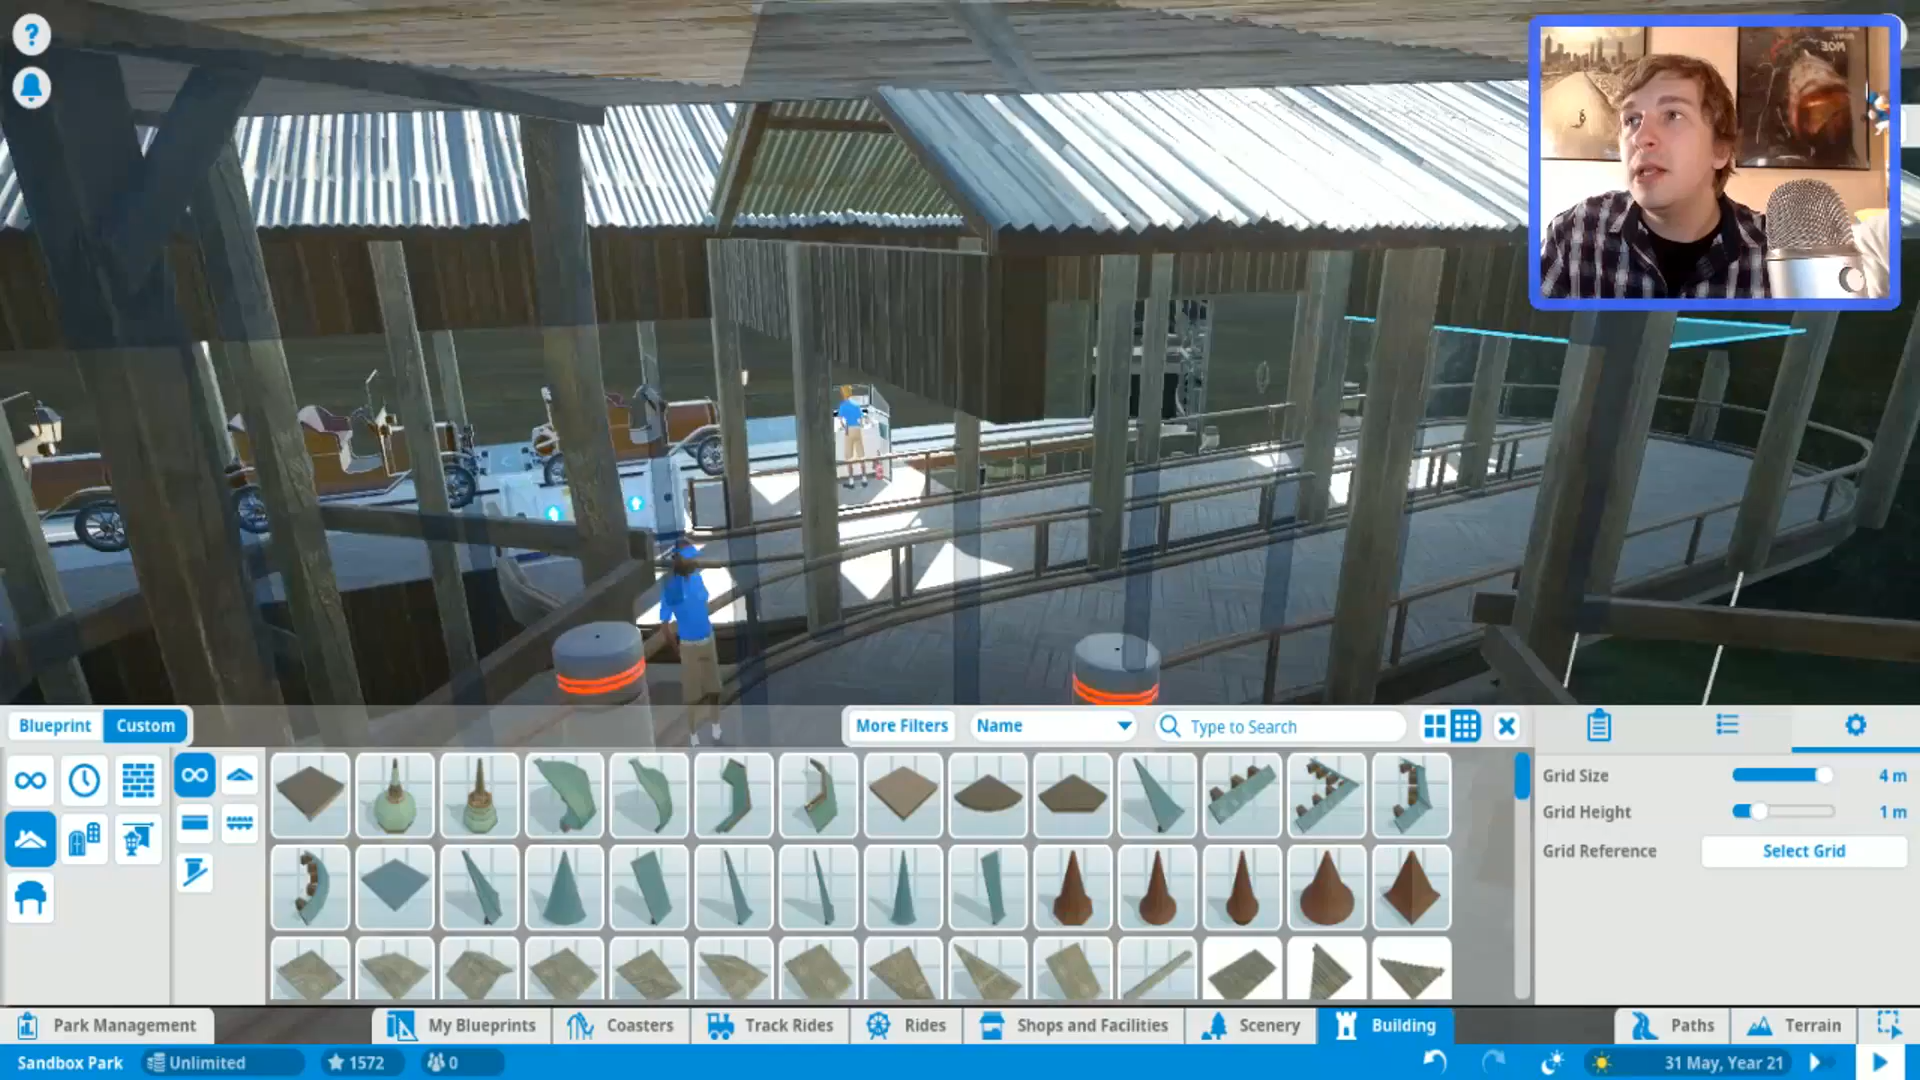 ?
MOE
Blueprint
Custom
More Filters
Name
Type to Search
Grid Size
4 m
Grid Height
1 m
Grid Reference
Select Grid
Park Management
My Blueprints
Coasters
Track Rides
Rides
Shops and Facilities
Scenery
Building
Paths
Terrain
Sandbox Park
Unlimited
1572
0
31 May, Year 21